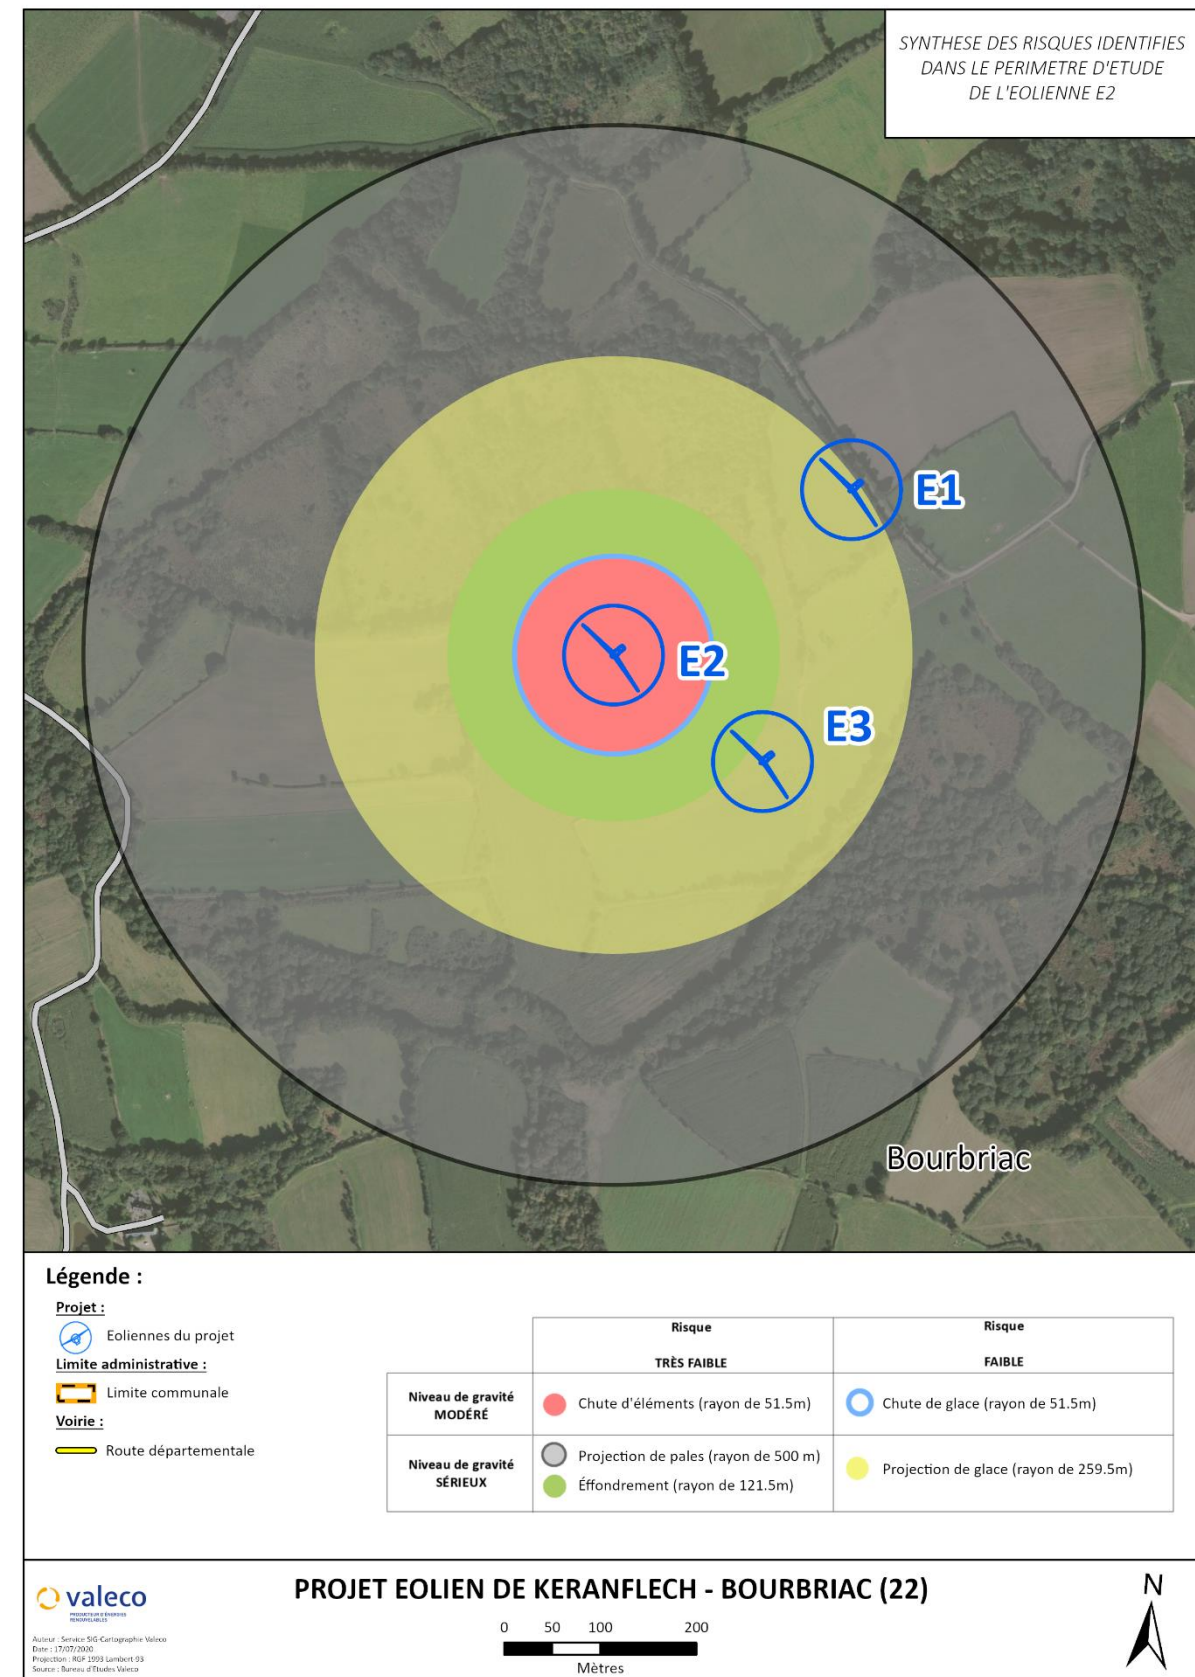 SYNTHESE DES RISQUES IDENTIFIES
DANS LE PERIMETRE D'ETUDE
DE L'EOLIENNE E2
E1
E2
E3
Bourbriac
Légende :
Projet :
Eoliennes du projet
Limite administrative :
Limite communale
Voirie :
Route départementale
Risque
TRÈS FAIBLE
Risque
FAIBLE
Niveau de gravité
MODÉRÉ
Chute d'éléments (rayon de 51.5m)
Chute de glace (rayon de 51.5m)
Niveau de gravité
SÉRIEUX
Projection de pales (rayon de 500 m)
Éffondrement (rayon de 121.5m)
Projection de glace (rayon de 259.5m)
valeco
PRODUCTEUR D'ÉNERGIES
RENOUVELABLES
Auteur : Service SIG-Cartographie Valeco
Date : 17/07/2020
Projection : RGF 1993 Lambert 93
Source : Bureau d'Etudes Valeco
PROJET EOLIEN DE KERANFLECH - BOURBRIAC (22)
0 50 100 200
Mètres
N